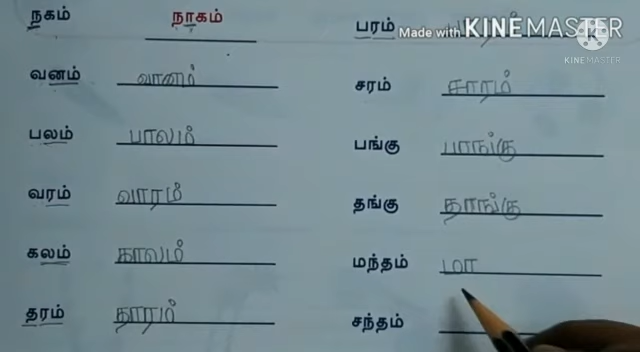 நகம் நாகம்
பரம்
Made with KINEMASTER
K
KINEMASTER
வனம் வானம்
சரம் சாரம்
பலம் பாலம்
பங்கு பாங்கு
வரம் வாரம்
தங்கு தாங்கு
கலம் காலம்
மந்தம் மா
தரம் தாரம்
சந்தம்